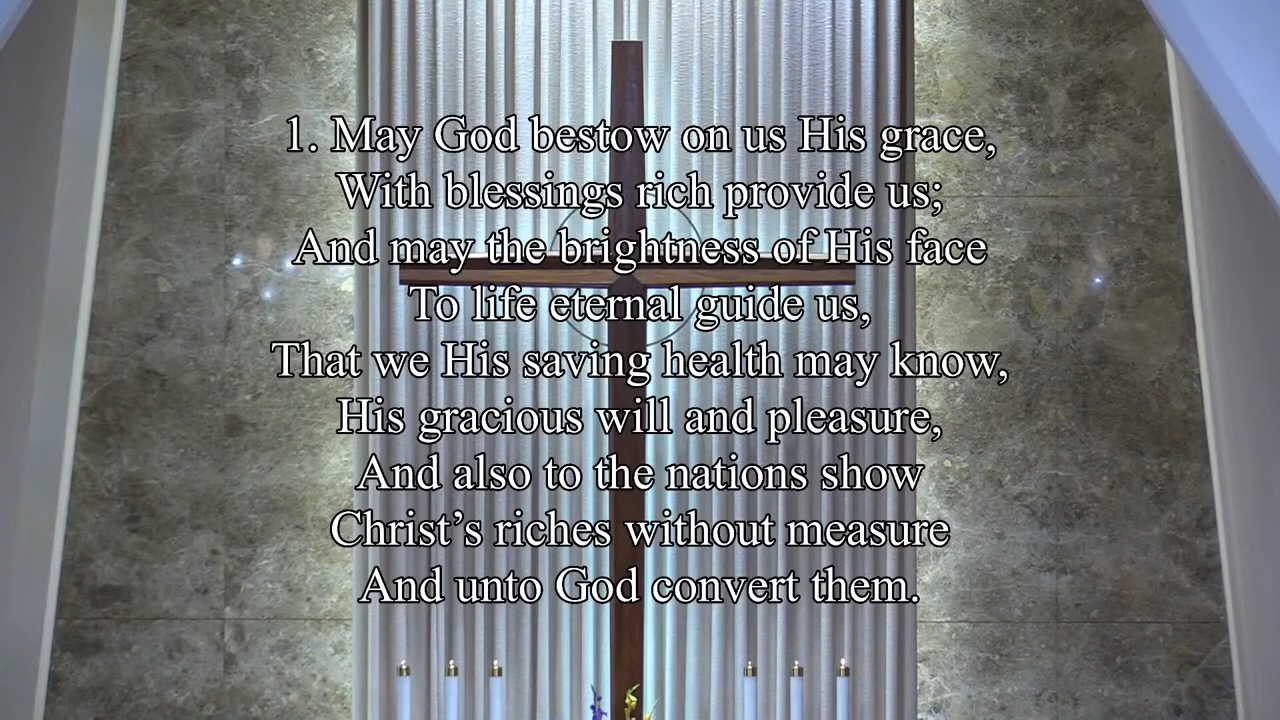 1. May God bestow on us His grace,
With blessings rich provide us;
And may the brightness of His face
To life eternal guide us,
That we His saving health may know,
His gracious will and pleasure,
And also to the nations show
Christ’s riches without measure
And unto God convert them.